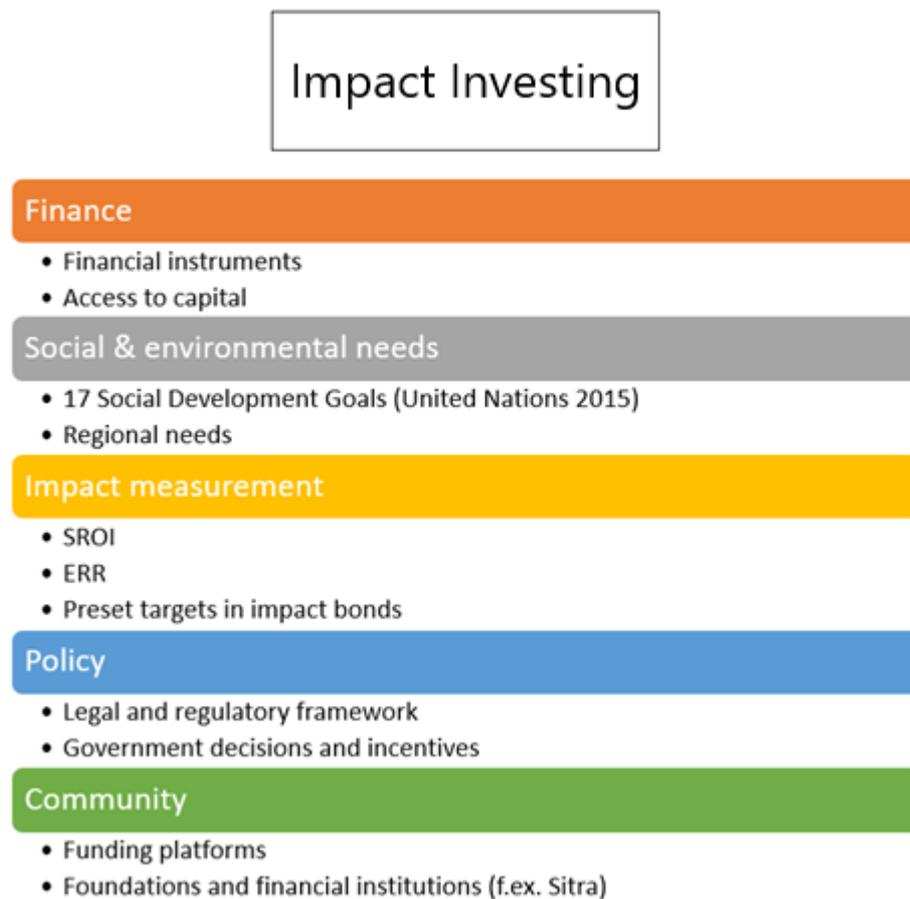 Impact Investing
Finance
• Financial instruments
• Access to capital
Social & environmental needs
• 17 Social Development Goals (United Nations 2015)
• Regional needs
Impact measurement
• SROI
• ERR
• Preset targets in impact bonds
Policy
• Legal and regulatory framework
• Government decisions and incentives
Community
• Funding platforms
• Foundations and financial institutions (f.ex. Sitra)